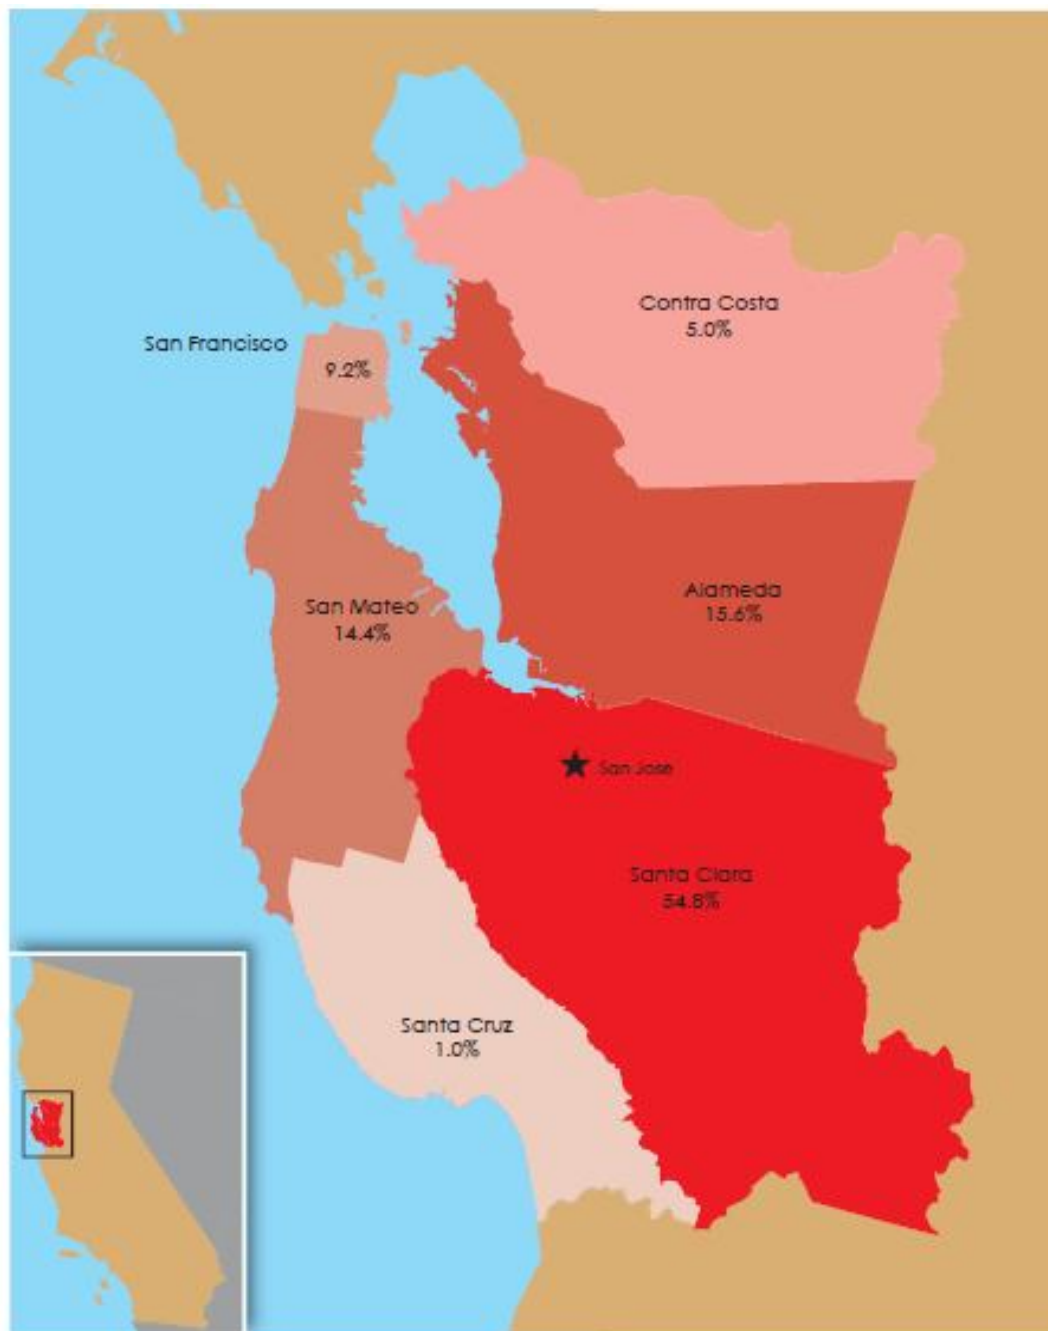 Contra Costa
5.0%
San Francisco
9.2%
Alameda
15.6%
San Mateo
14.4%
San Jose
Santa Clara
54.8%
Santa Cruz
1.0%